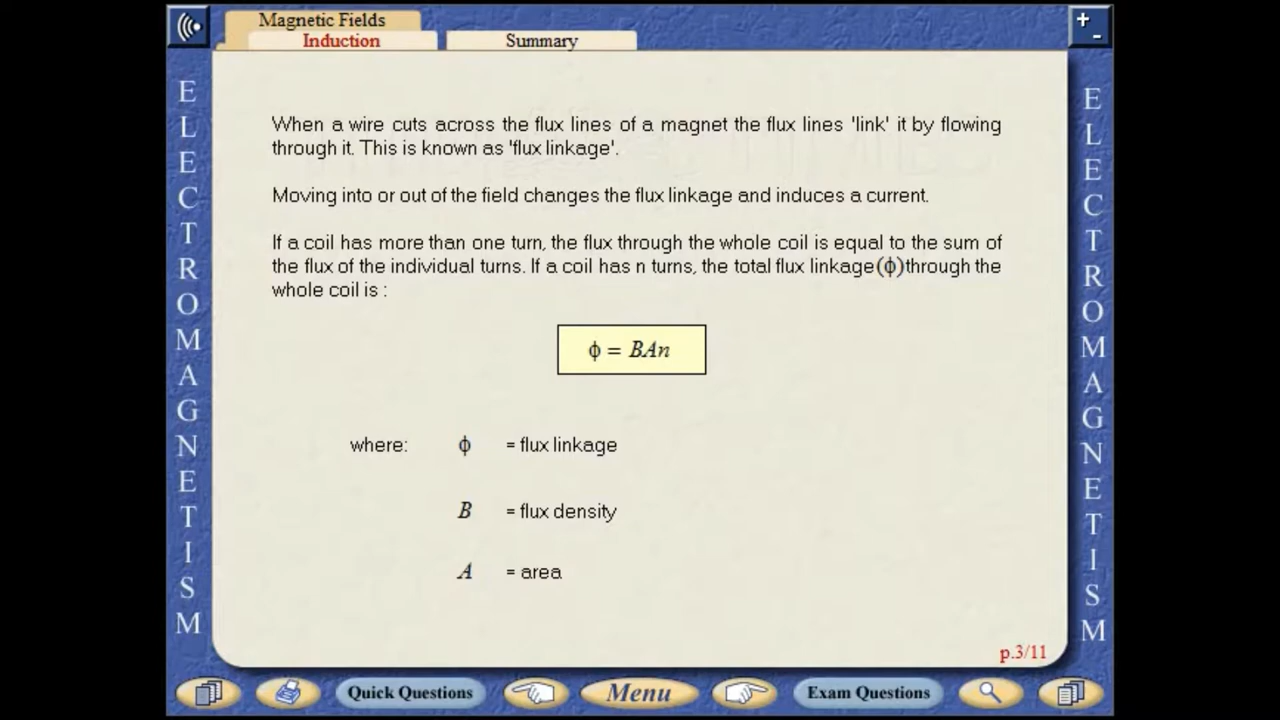 Magnetic Fields
Induction
Summary
+
-
ELECTROMAGNETISM
ELECTROMAGNETISM
When a wire cuts across the flux lines of a magnet the flux lines 'link' it by flowing
through it. This is known as 'flux linkage'.
Moving into or out of the field changes the flux linkage and induces a current.
If a coil has more than one turn, the flux through the whole coil is equal to the sum of
the flux of the individual turns. If a coil has n turns, the total flux linkage(ϕ)through the
whole coil is :
ϕ = BAn
where: ϕ = flux linkage
B = flux density
A = area
p.3/11
Quick Questions
Menu
Exam Questions